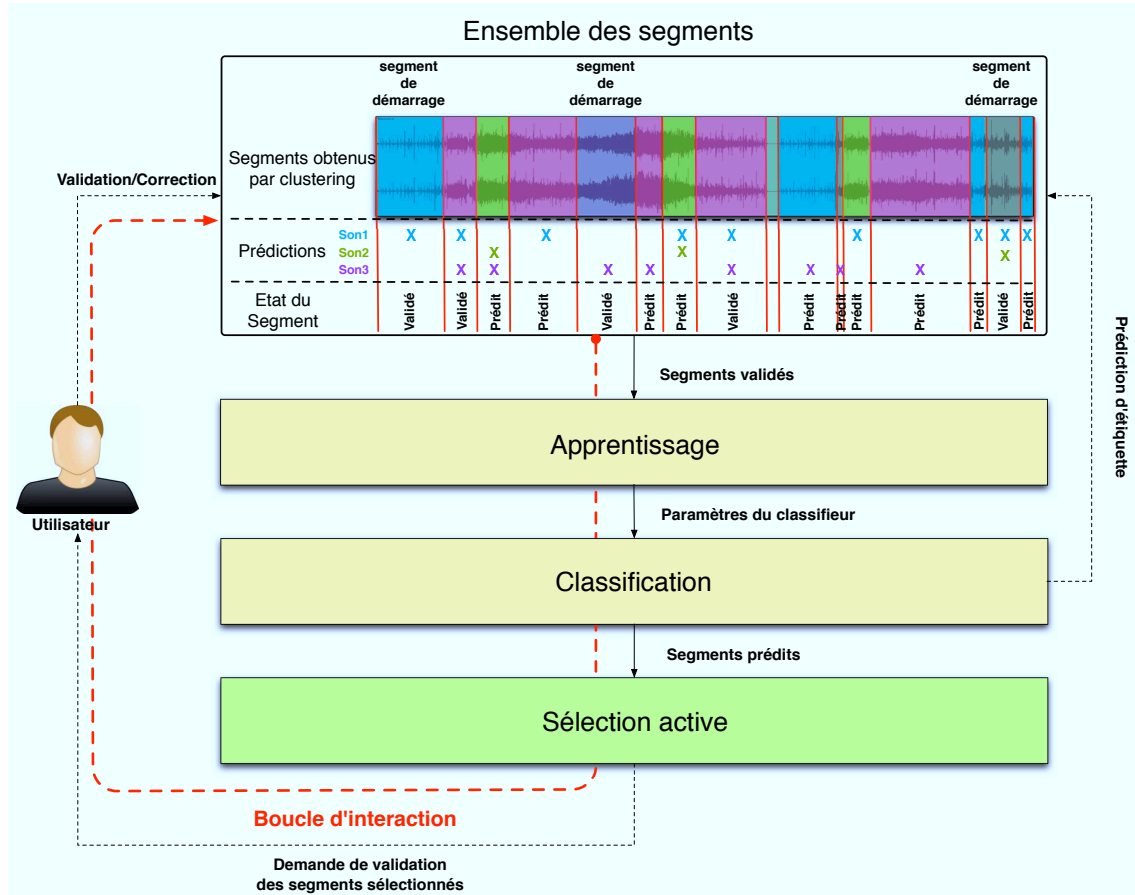 Ensemble des segments
segment
de
démarrage
segment
de
démarrage
segment
de
démarrage
Segments obtenus
par clustering
Validation/Correction
Prédictions
Son1 X X X X X X X X X
Son2 X X X
Son3 X X X X X X X X
Etat du
Segment
Validé Validé Prédit Prédit Validé Prédit Prédit Validé Prédit Prédit Prédit Prédit Prédit Validé Prédit
Segments validés
Prédiction d'étiquette
Apprentissage
Utilisateur
Paramètres du classifieur
Classification
Segments prédits
Sélection active
Boucle d'interaction
Demande de validation
des segments sélectionnés